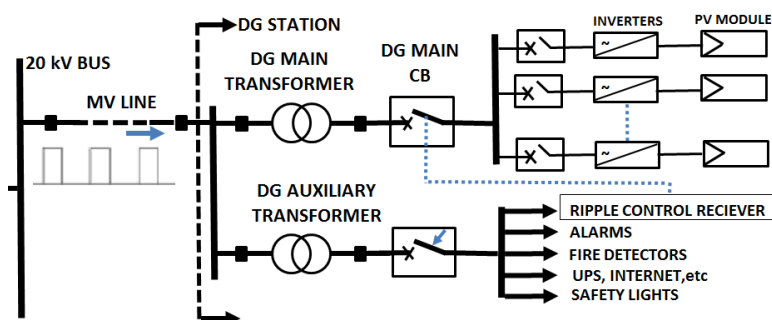 DG STATION
INVERTERS
PV MODULE
20 kV BUS
DG MAIN
TRANSFORMER
DG MAIN
CB
MV LINE
~
~
~
DG AUXILIARY
TRANSFORMER
RIPPLE CONTROL RECIEVER
ALARMS
FIRE DETECTORS
UPS, INTERNET,etc
SAFETY LIGHTS